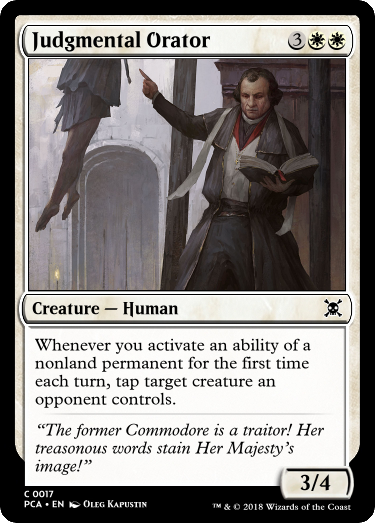 Judgmental Orator 3
Creature — Human
Whenever you activate an ability of a
nonland permanent for the first time
each turn, tap target creature an
opponent controls.
“The former Commodore is a traitor! Her
treasonous words stain Her Majesty’s
image!”
3/4
C 0017
PCA • EN Oleg Kapustin
™ & © 2018 Wizards of the Coast